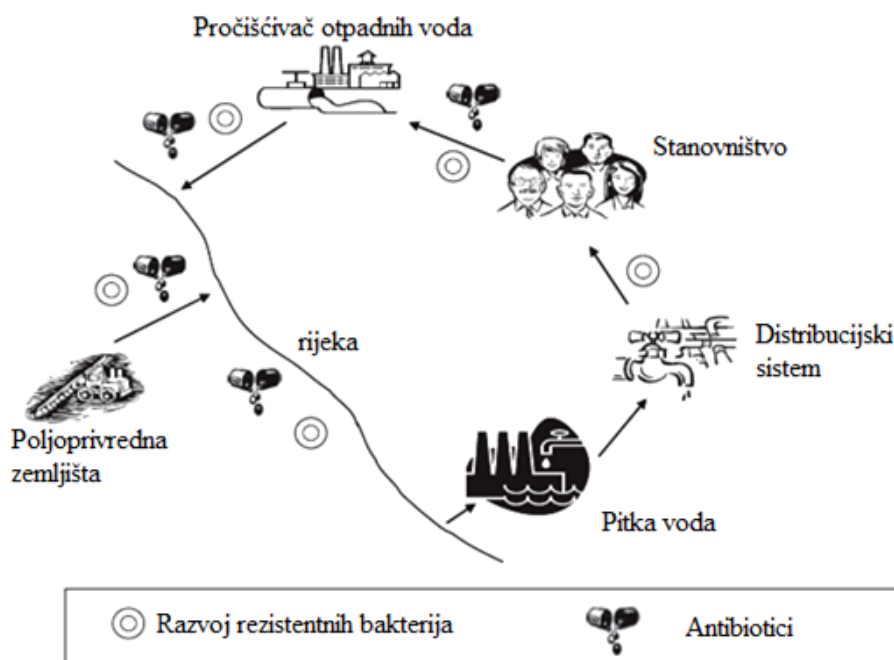 Pročišćivač otpadnih voda
Stanovništvo
rijeka
Distribucijski
sistem
Poljoprivredna
zemljišta
Pitka voda
Razvoj rezistentnih bakterija
Antibiotici